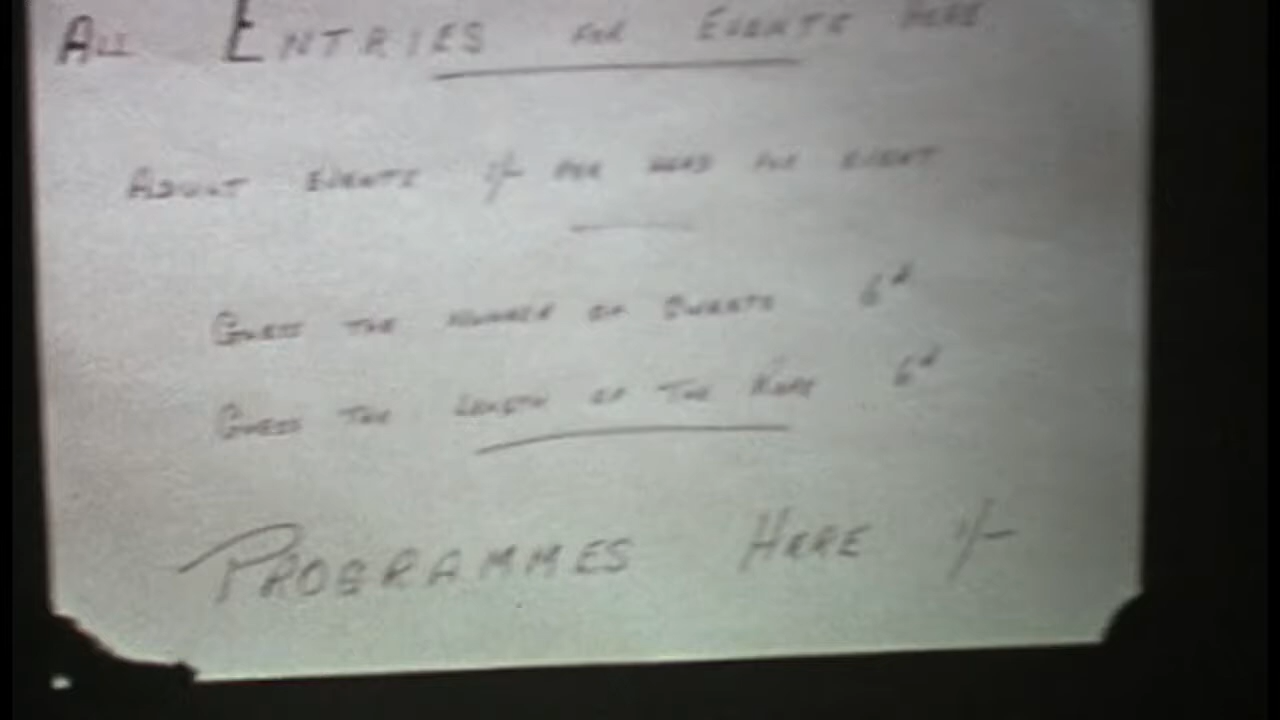 All ENTRIES FOR EVENTS HERE
ADULT EVENTS 1/- PER HEAD PER EVENT
GUESS THE NUMBER OF SWEETS 6d
GUESS THE LENGTH OF THE ROPE 6d
PROGRAMMES HERE 1/-